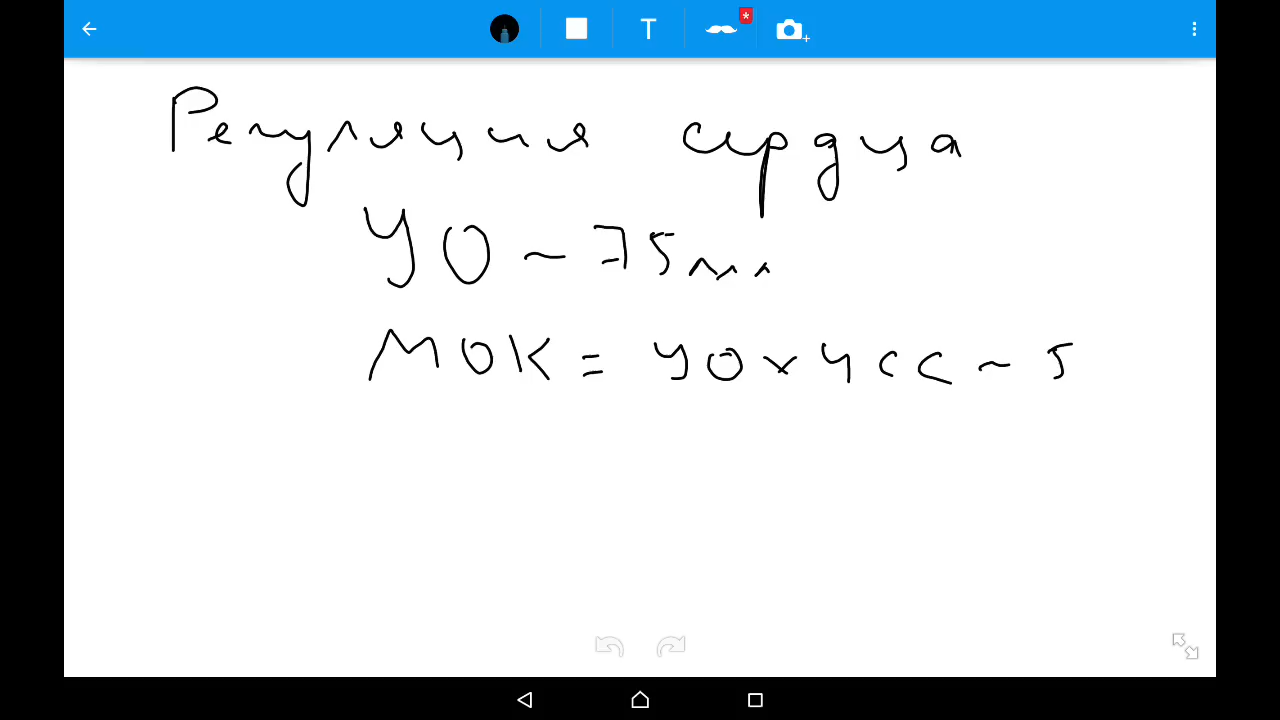 T
Регуляция сердца
УО ~ 75мл
МОК = УО × ЧСС ~ 5